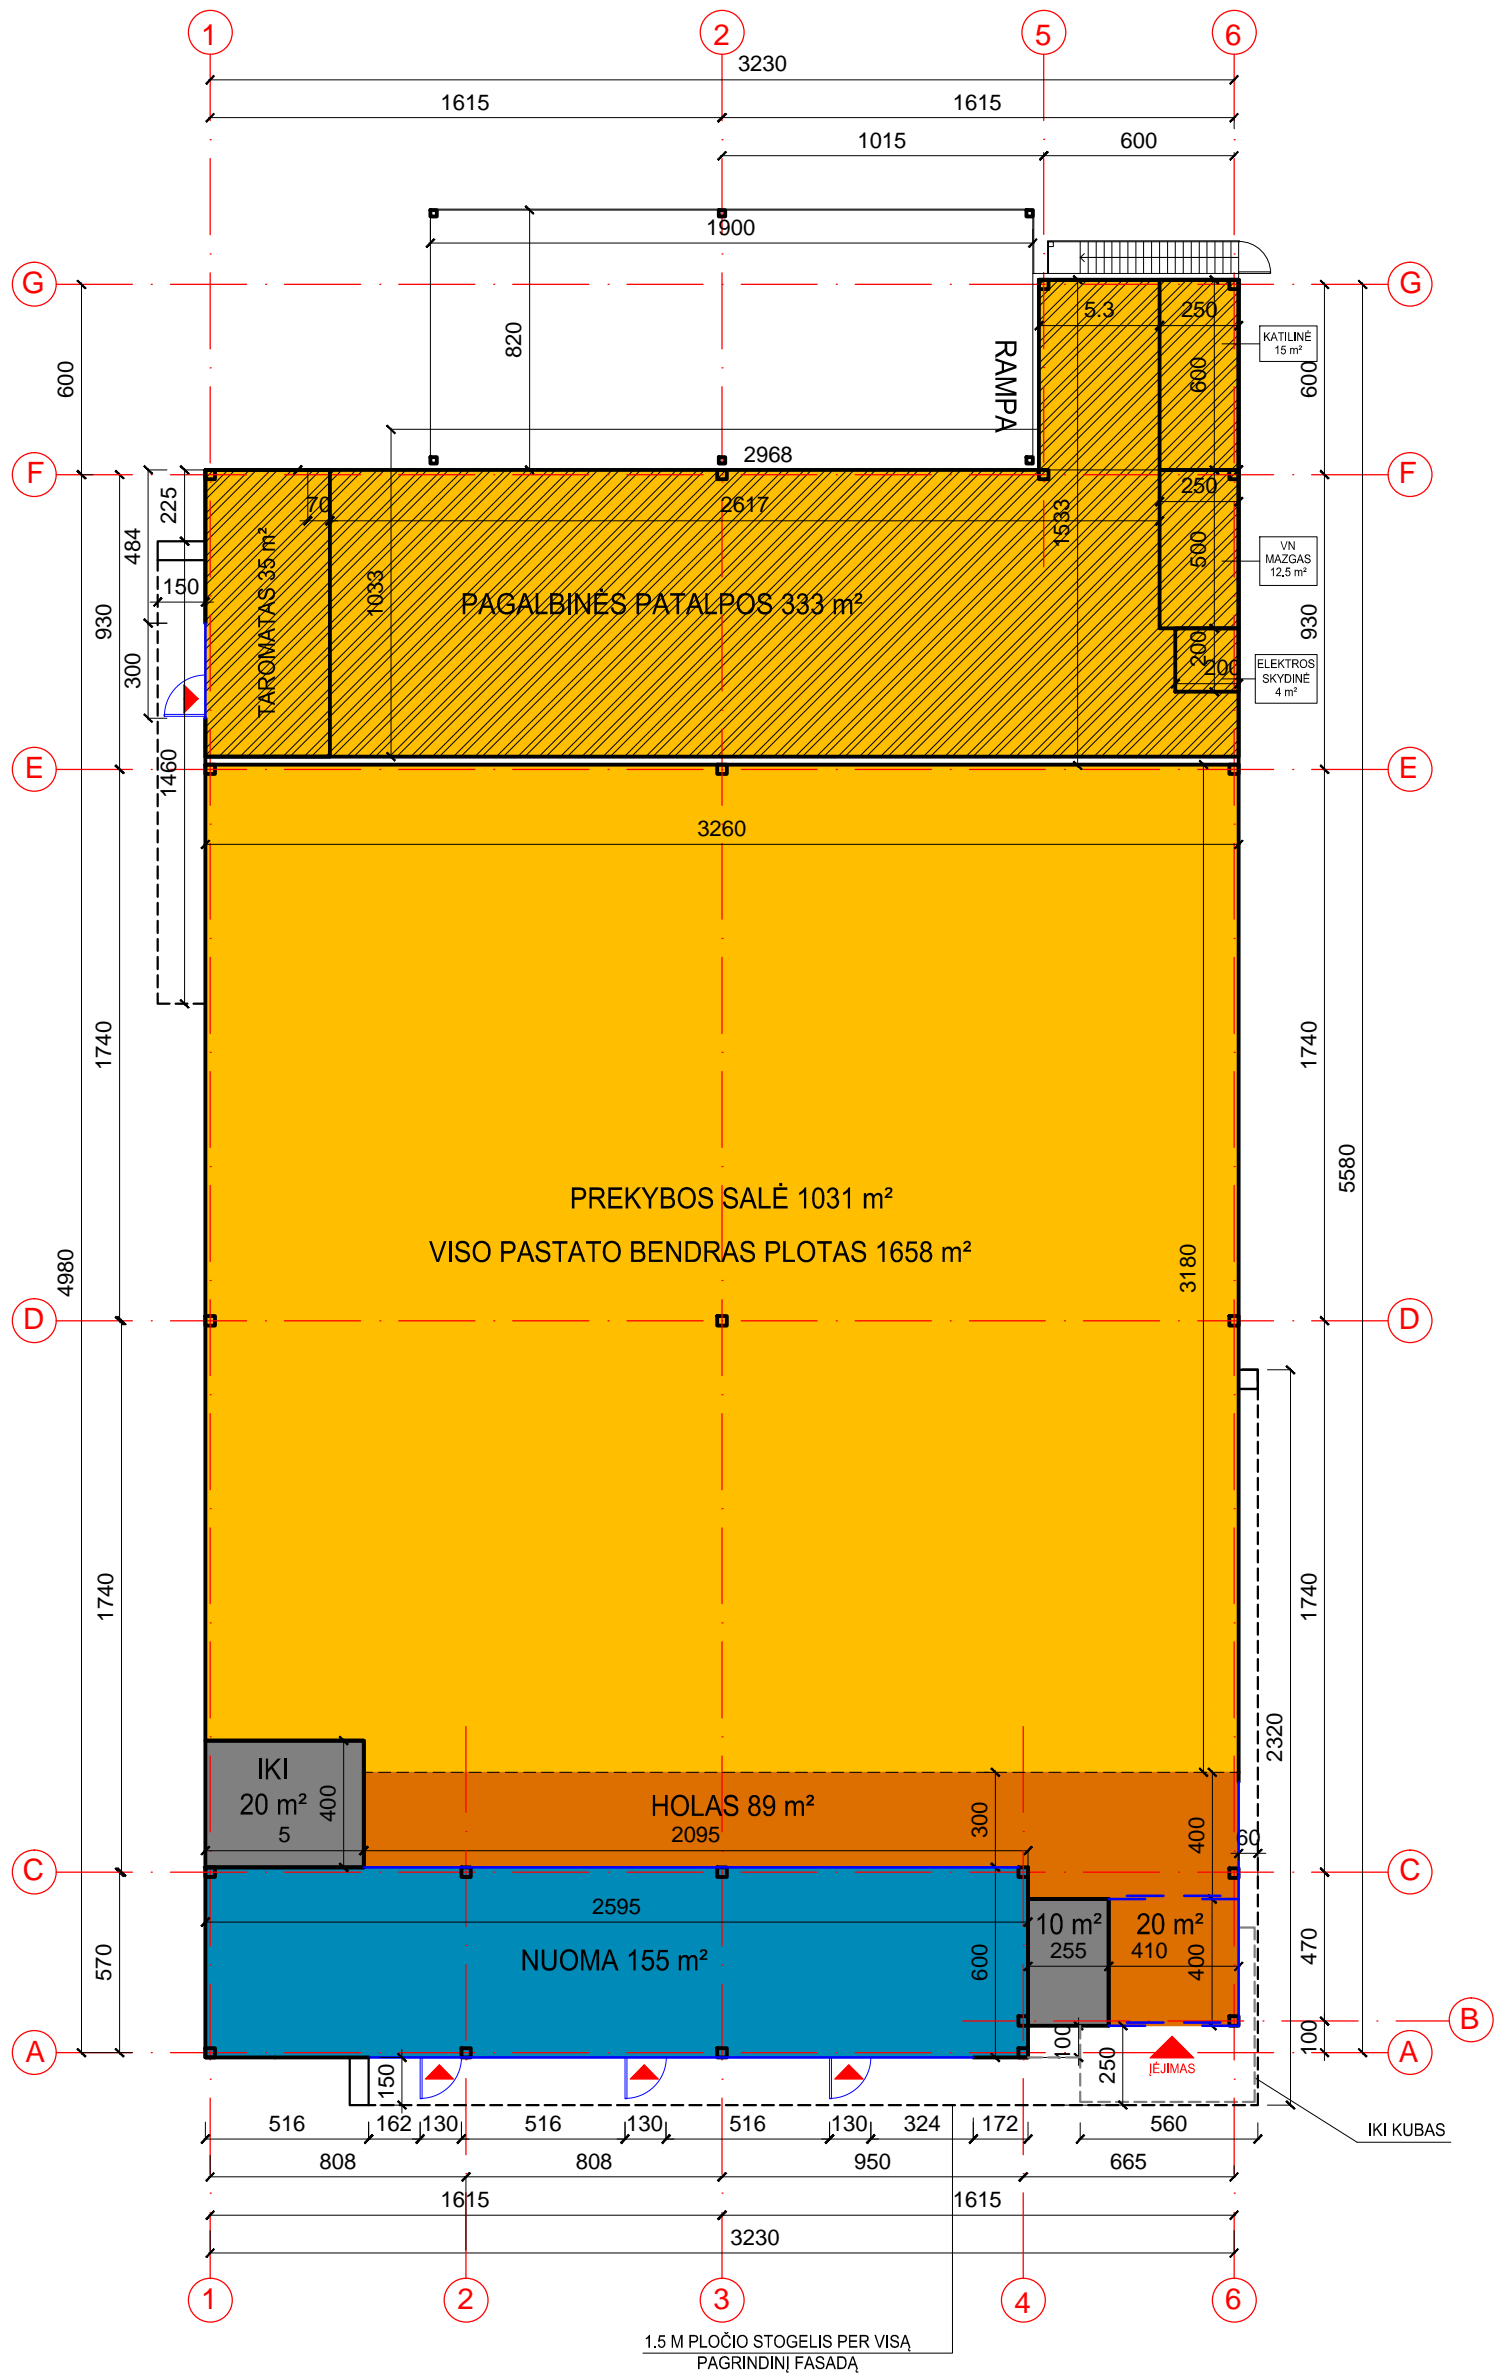 1 2 5 6
3230
1615 1615
1015 600
1900
G G
820
5.3 250
KATILINĖ
15 m²
RAMPA
600 600 600
2968
F F
225
484
70 2617
250
1533
500
VN
MAZGAS
12,5 m²
150
1033
TAROMATAS 35 m²
PAGALBINĖS PATALPOS 333 m²
930 930
300
200
200
ELEKTROS
SKYDINĖ
4 m²
E E
1460
3260
1740 1740
5580
PREKYBOS SALĖ 1031 m²
VISO PASTATO BENDRAS PLOTAS 1658 m²
4980
3180
D D
1740 1740
2320
IKI
20 m²
400
5
HOLAS 89 m²
2095
300
400
60
C C
2595
NUOMA 155 m²
600
10 m²
255
20 m²
410
400
570
470
B
100
A A
100
250
150
ĮĖJIMAS
516 162 130 516 130 516 130 324 172 560
IKI KUBAS
808 808 950 665
1615 1615
3230
1 2 3 4 6
1.5 M PLOČIO STOGELIS PER VISĄ
PAGRINDINĮ FASADĄ